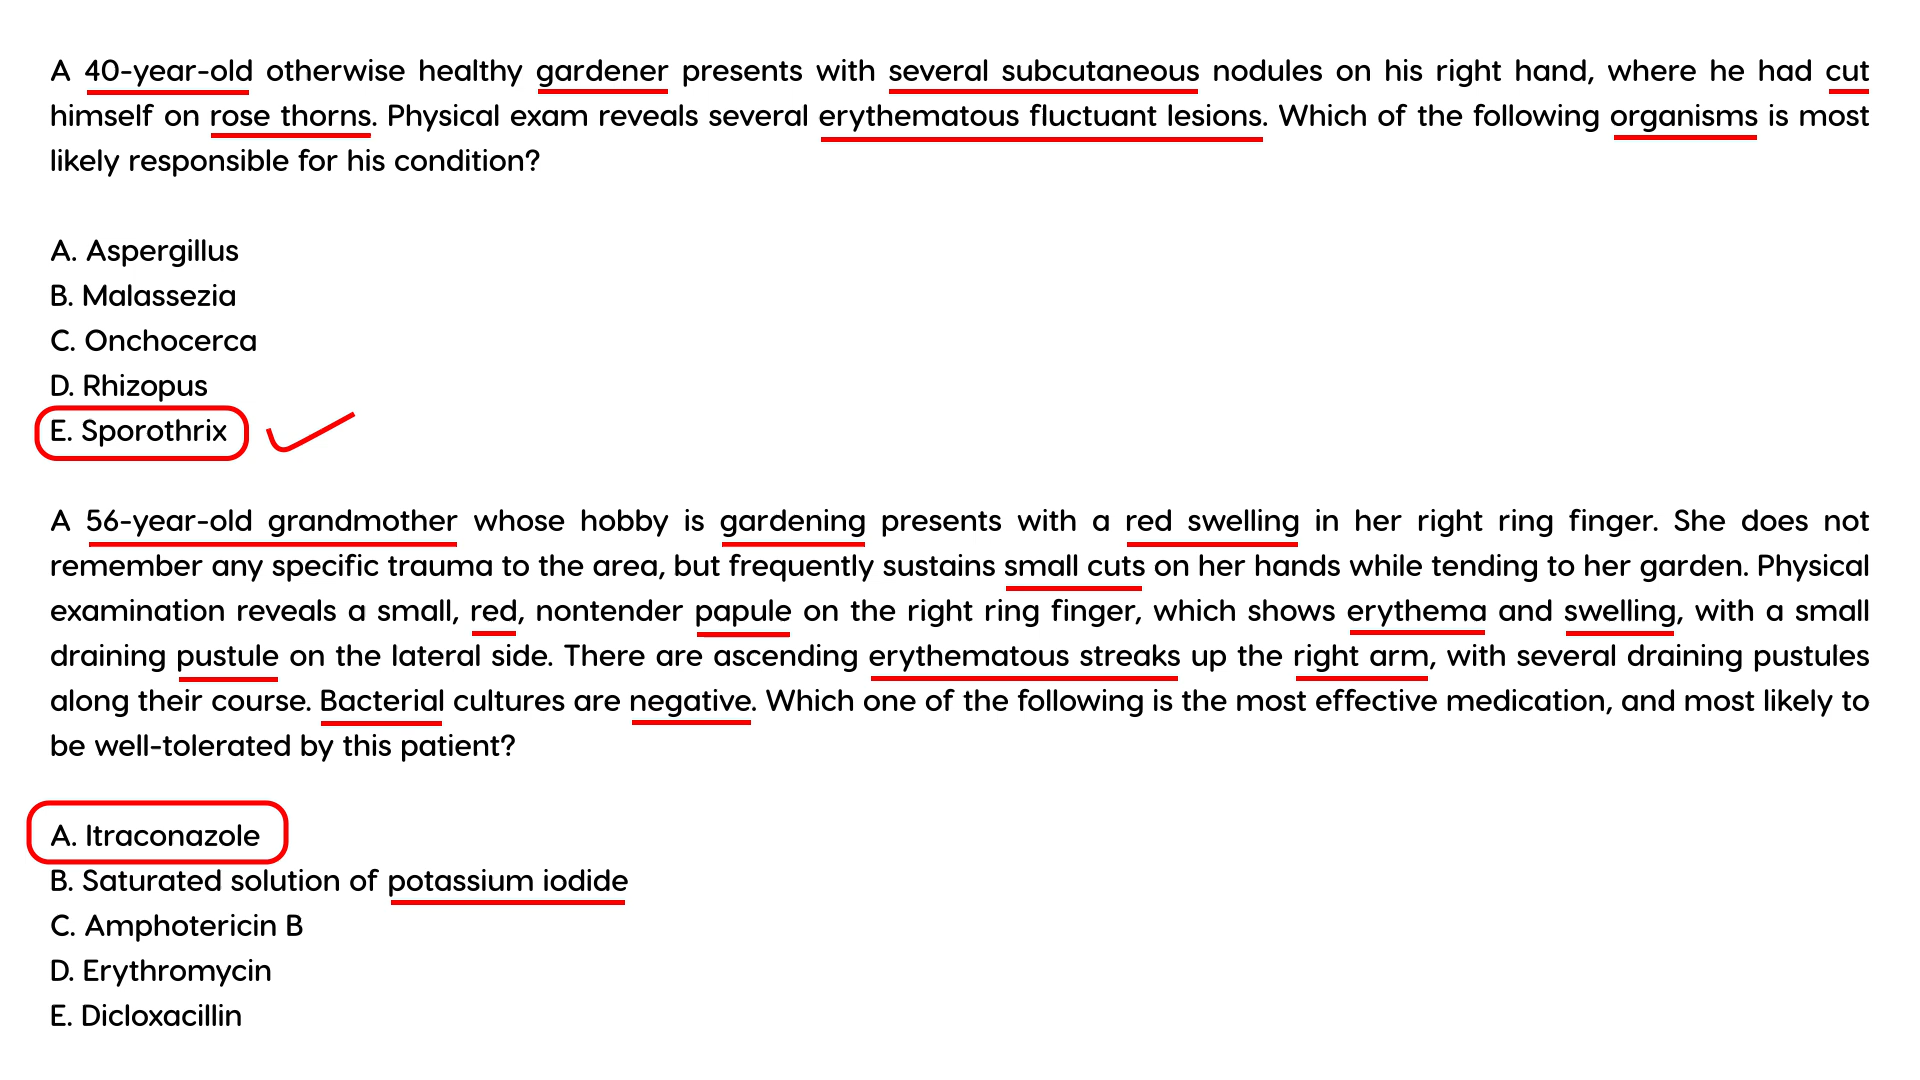 A 40-year-old otherwise healthy gardener presents with several subcutaneous nodules on his right hand, where he had cut
himself on rose thorns. Physical exam reveals several erythematous fluctuant lesions. Which of the following organisms is most
likely responsible for his condition?
A. Aspergillus
B. Malassezia
C. Onchocerca
D. Rhizopus
E. Sporothrix
A 56-year-old grandmother whose hobby is gardening presents with a red swelling in her right ring finger. She does not
remember any specific trauma to the area, but frequently sustains small cuts on her hands while tending to her garden. Physical
examination reveals a small, red, nontender papule on the right ring finger, which shows erythema and swelling, with a small
draining pustule on the lateral side. There are ascending erythematous streaks up the right arm, with several draining pustules
along their course. Bacterial cultures are negative. Which one of the following is the most effective medication, and most likely to
be well-tolerated by this patient?
A. Itraconazole
B. Saturated solution of potassium iodide
C. Amphotericin B
D. Erythromycin
E. Dicloxacillin